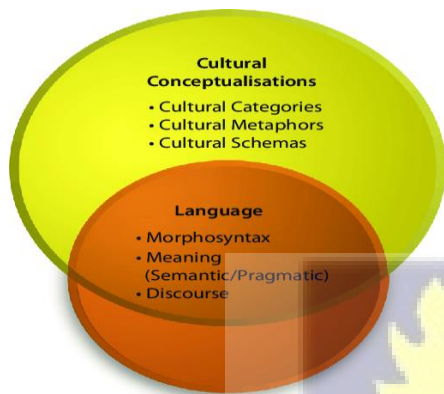 Cultural
Conceptualisations
• Cultural Categories
• Cultural Metaphors
• Cultural Schemas
Language
• Morphosyntax
• Meaning
(Semantic/Pragmatic)
• Discourse